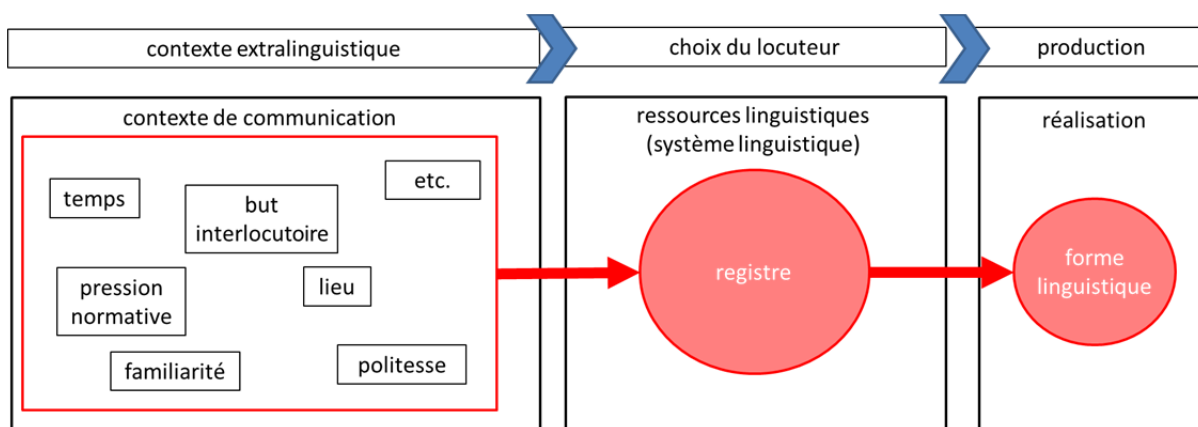 contexte extralinguistique
choix du locuteur
production
contexte de communication
temps
but
interlocutoire
etc.
pression
normative
lieu
familiarité
politesse
ressources linguistiques
(système linguistique)
registre
réalisation
forme
linguistique